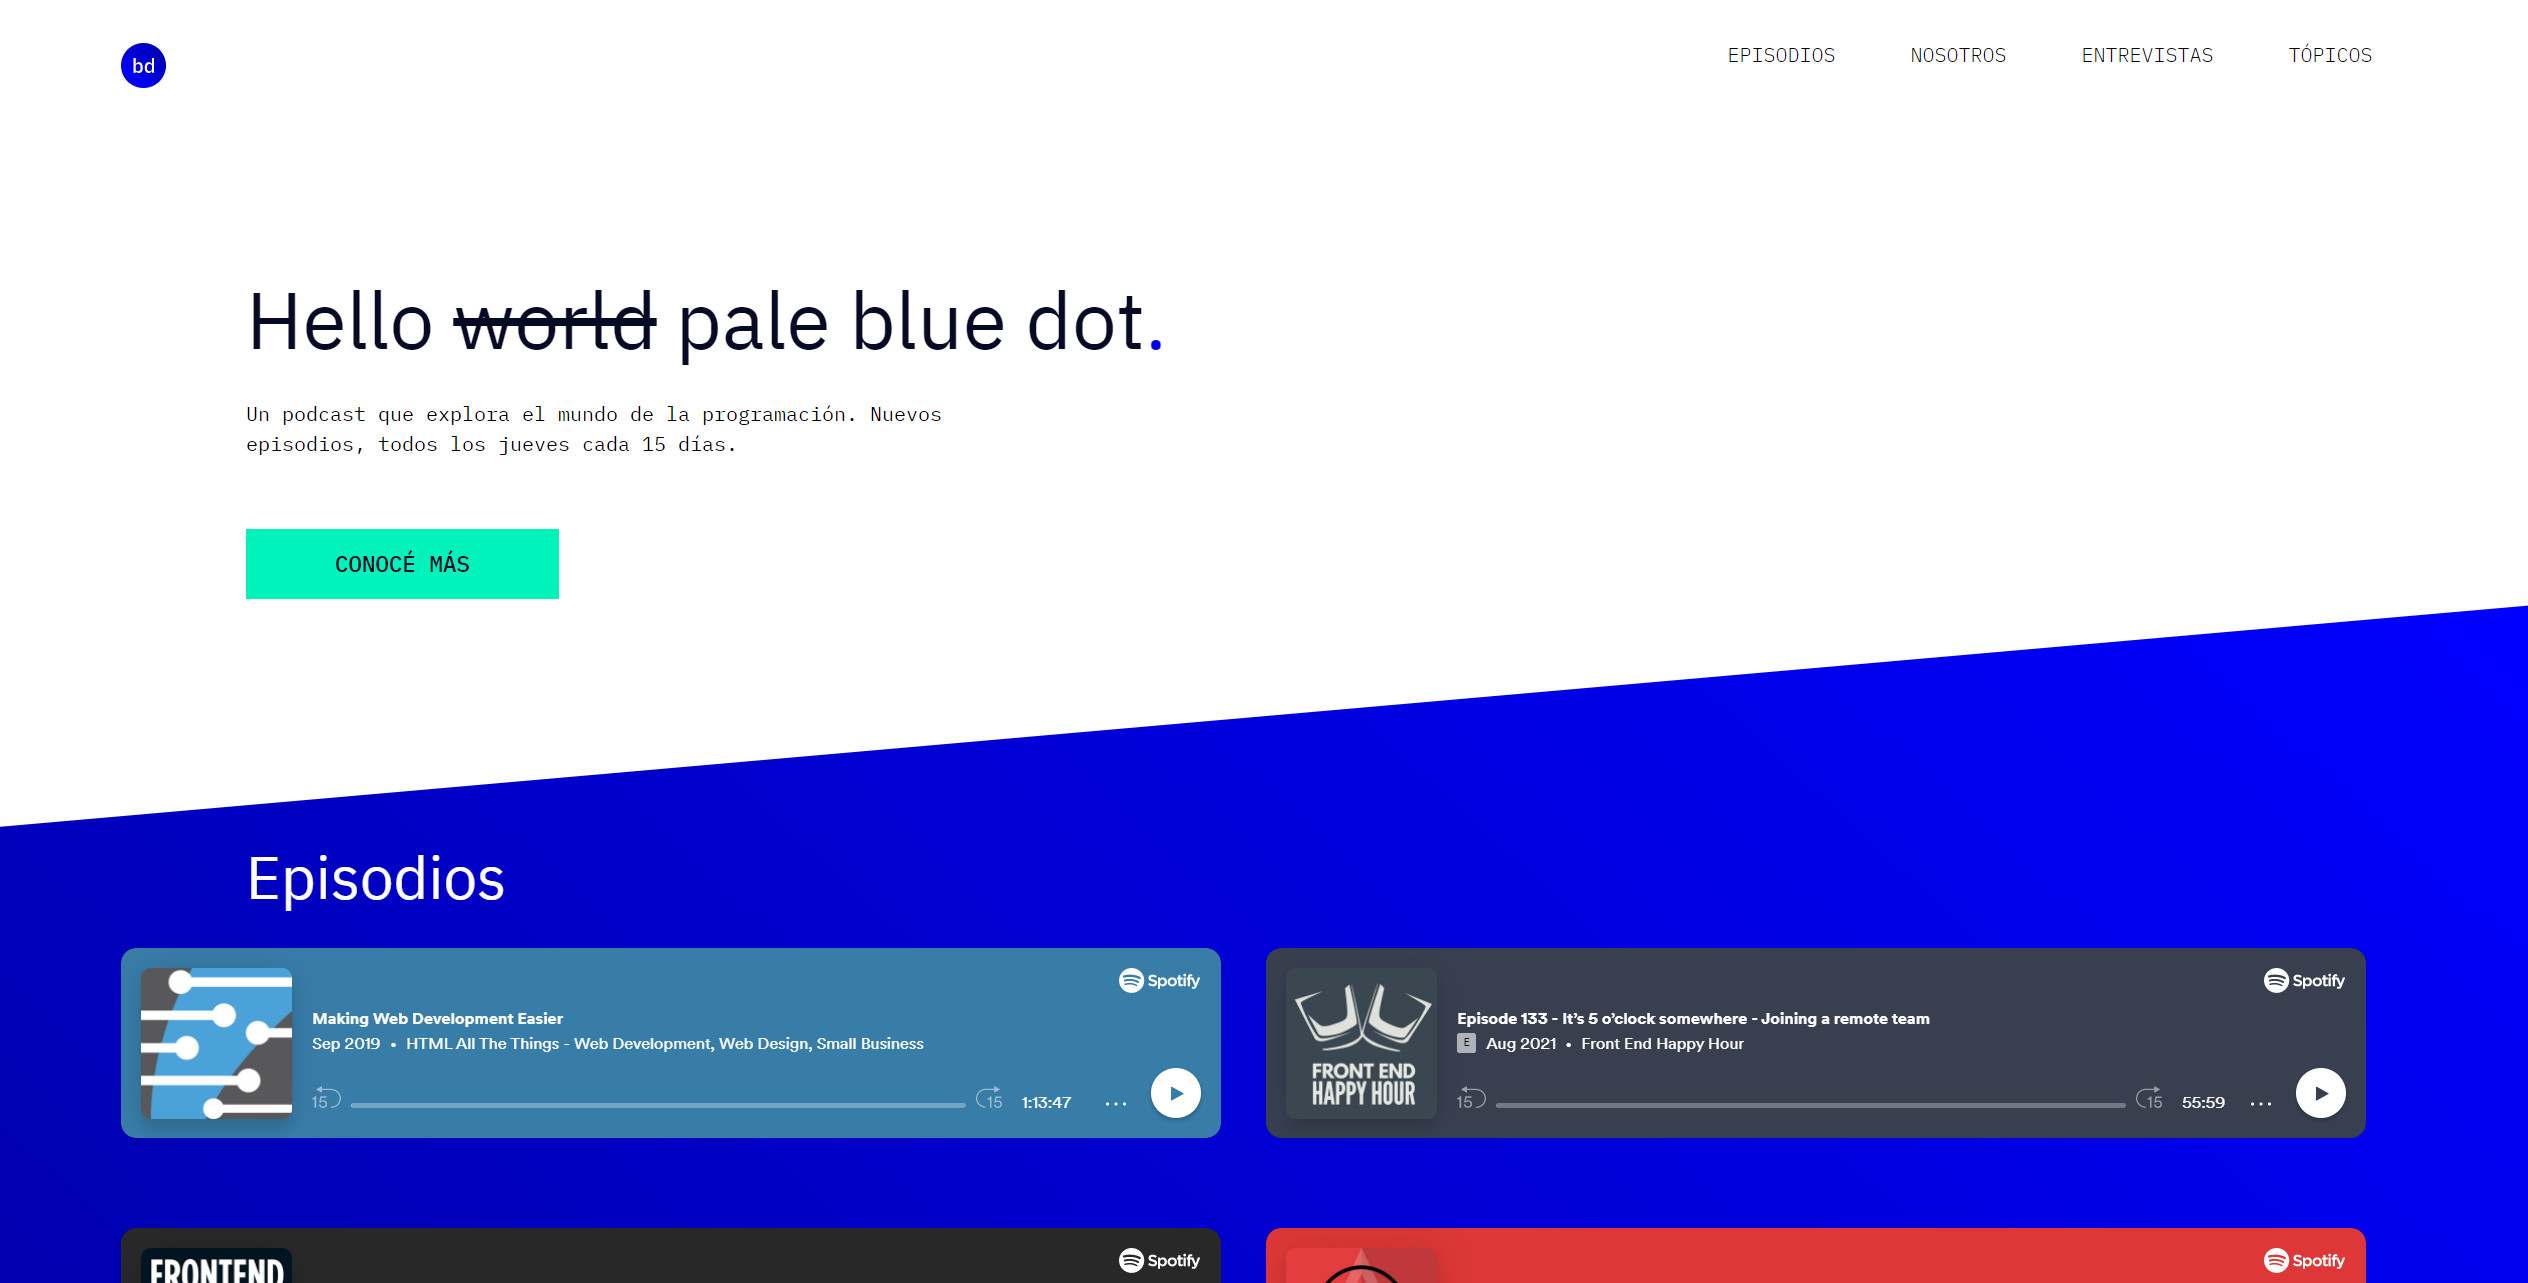 bd
EPISODIOS NOSOTROS ENTREVISTAS TÓPICOS
Hello world pale blue dot.
Un podcast que explora el mundo de la programación. Nuevos
episodios, todos los jueves cada 15 días.
CONOCÉ MÁS
Episodios
Spotify
Making Web Development Easier
Sep 2019 • HTML All The Things - Web Development, Web Design, Small Business
15 15 1:13:47 ...
Spotify
FRONT END
HAPPY HOUR
Episode 133 - It's 5 o'clock somewhere - Joining a remote team
E Aug 2021 • Front End Happy Hour
15 15 55:59 ...
FRONTEND
Spotify
Spotify